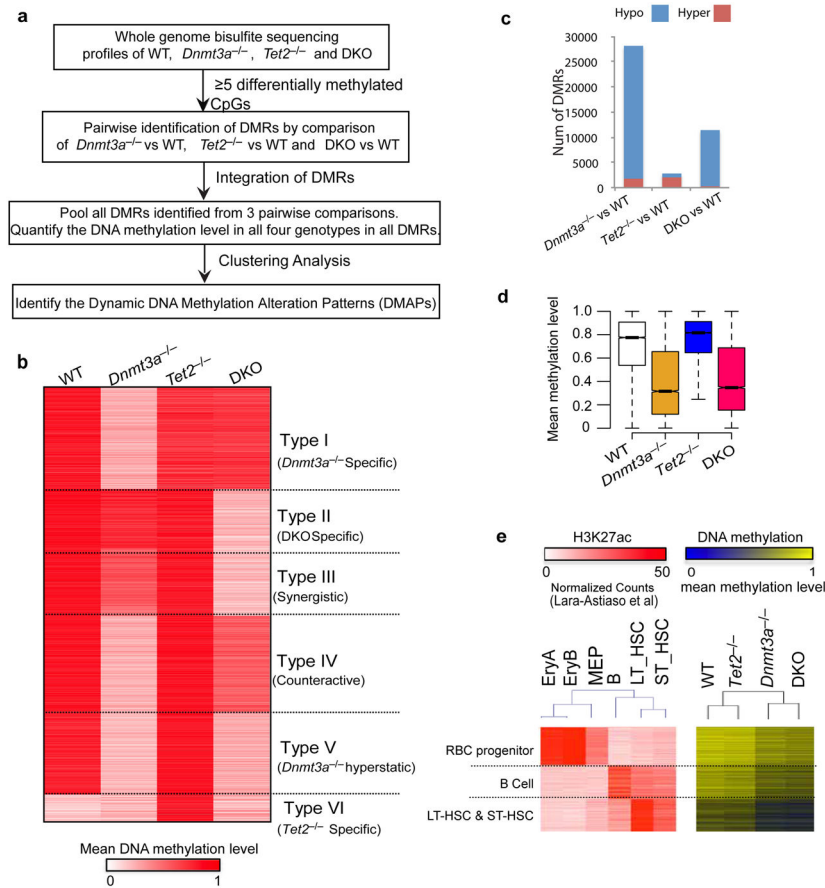 a
Whole genome bisulfite sequencing
profiles of WT, Dnmt3a–/–, Tet2–/– and DKO
≥5 differentially methylated
CpGs
Pairwise identification of DMRs by comparison
of Dnmt3a–/– vs WT, Tet2–/– vs WT and DKO vs WT
Integration of DMRs
Pool all DMRs identified from 3 pairwise comparisons.
Quantify the DNA methylation level in all four genotypes in all DMRs.
Clustering Analysis
Identify the Dynamic DNA Methylation Alteration Patterns (DMAPs)
b
WT
Dnmt3a–/–
Tet2–/–
DKO
Type I
(Dnmt3a–/–Specific)
Type II
(DKOSpecific)
Type III
(Synergistic)
Type IV
(Counteractive)
Type V
(Dnmt3a–/–hyperstatic)
Type VI
(Tet2–/– Specific)
Mean DNA methylation level
0
1
c
Hypo
Hyper
Num of DMRs
30000
25000
20000
15000
10000
5000
0
Dnmt3a–/– vs WT
Tet2–/– vs WT
DKO vs WT
d
Mean methylation level
1.0
0.8
0.6
0.4
0.2
0
WT
Dnmt3a–/–
Tet2–/–
DKO
e
H3K27ac
0
50
Normalized Counts
(Lara-Astiaso et al)
DNA methylation
0
1
mean methylation level
EryA
EryB
MEP
B
LT_HSC
ST_HSC
WT
Tet2–/–
Dnmt3a–/–
DKO
RBC progenitor
B Cell
LT-HSC & ST-HSC